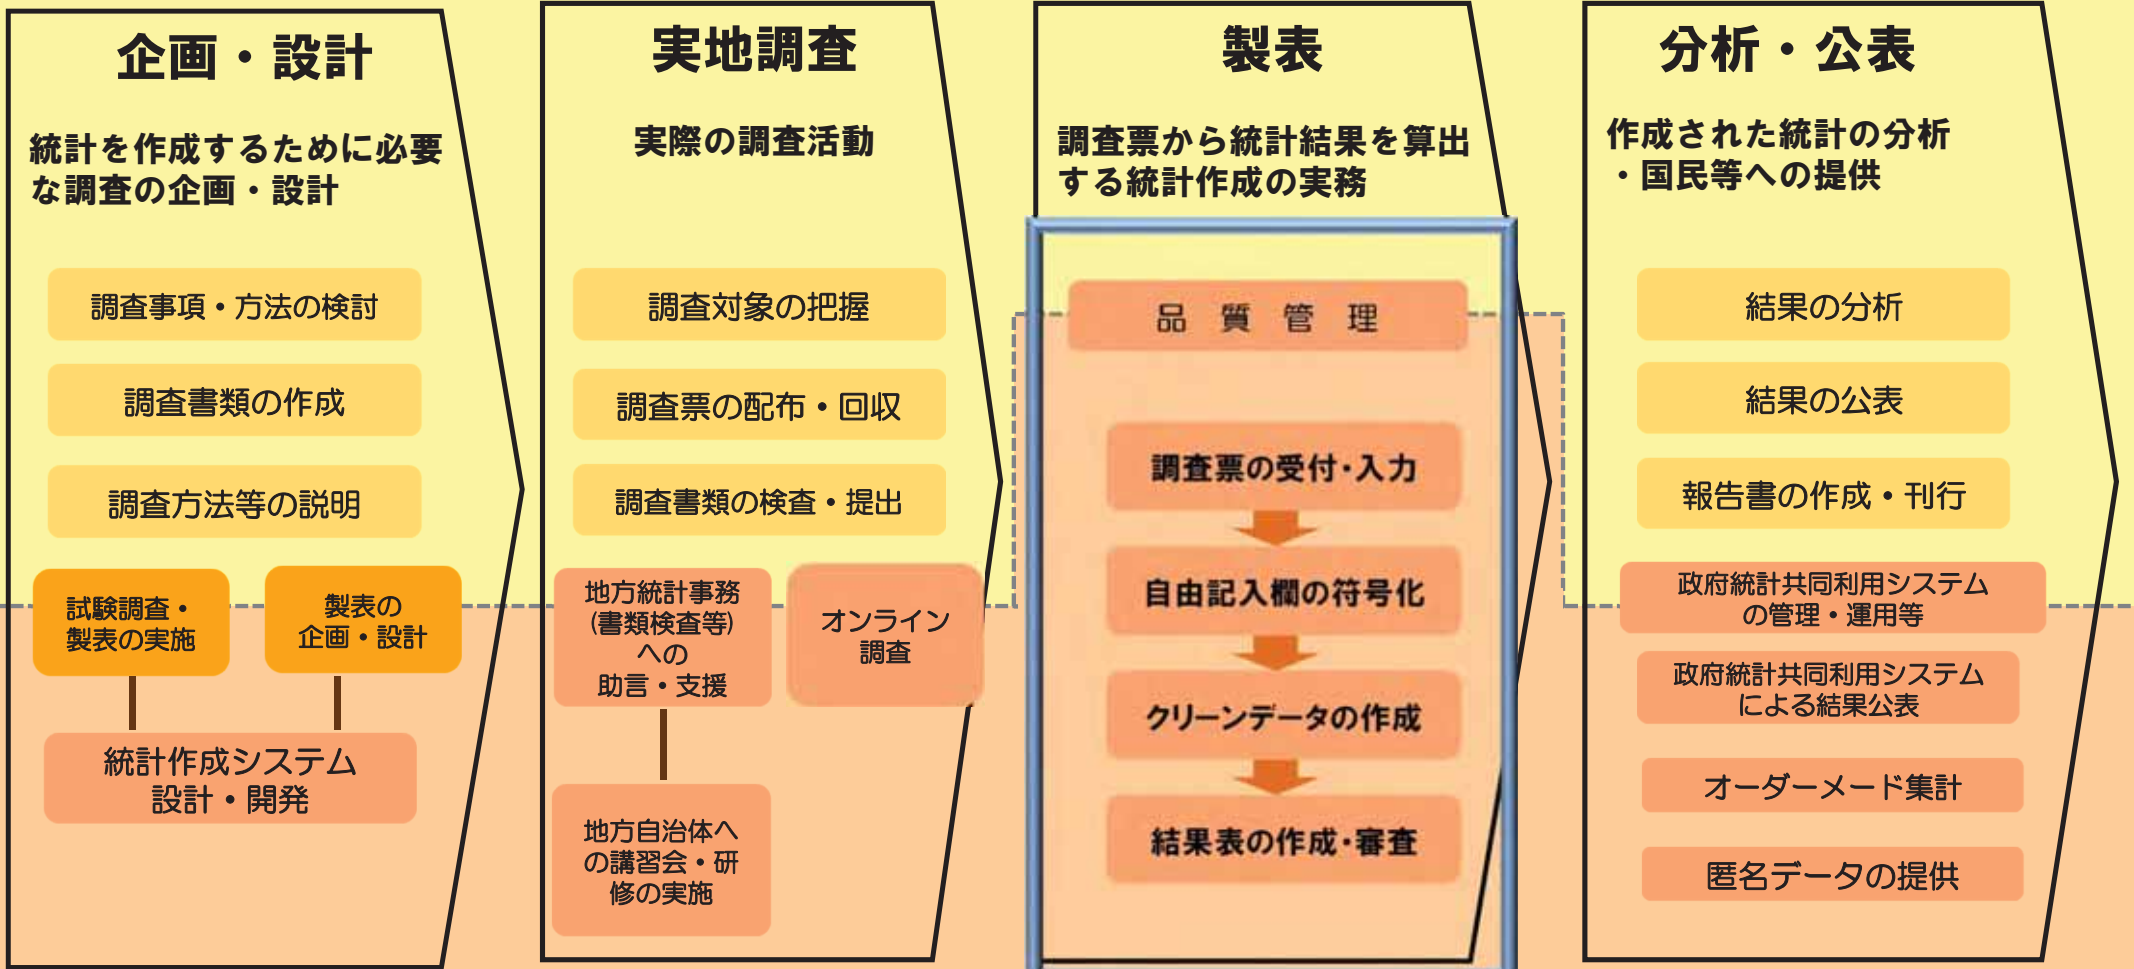 企画・設計
統計を作成するために必要
な調査の企画・設計
調査事項・方法の検討
調査書類の作成
調査方法等の説明
試験調査・
製表の実施
製表の
企画・設計
統計作成システム
設計・開発
実地調査
実際の調査活動
調査対象の把握
調査票の配布・回収
調査書類の検査・提出
地方統計事務
(書類検査等)
への
助言・支援
オンライン
調査
地方自治体へ
の講習会・研
修の実施
製表
調査票から統計結果を算出
する統計作成の実務
品 質 管 理
調査票の受付・入力
自由記入欄の符号化
クリーンデータの作成
結果表の作成・審査
分析・公表
作成された統計の分析
・国民等への提供
結果の分析
結果の公表
報告書の作成・刊行
政府統計共同利用システム
の管理・運用等
政府統計共同利用システム
による結果公表
オーダーメード集計
匿名データの提供